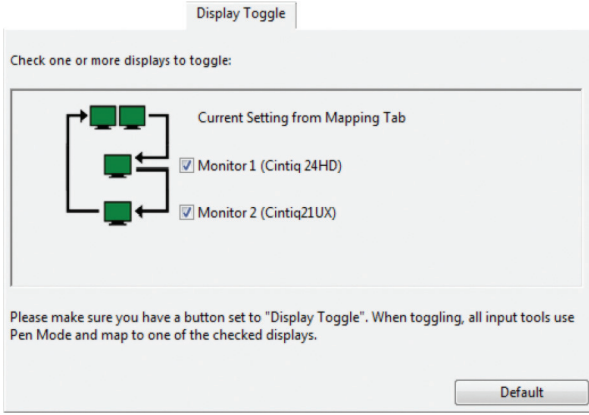 Display Toggle
Check one or more displays to toggle:
Current Setting from Mapping Tab
Monitor 1 (Cintiq 24HD)
Monitor 2 (Cintiq21UX)
Please make sure you have a button set to "Display Toggle". When toggling, all input tools use
Pen Mode and map to one of the checked displays.
Default